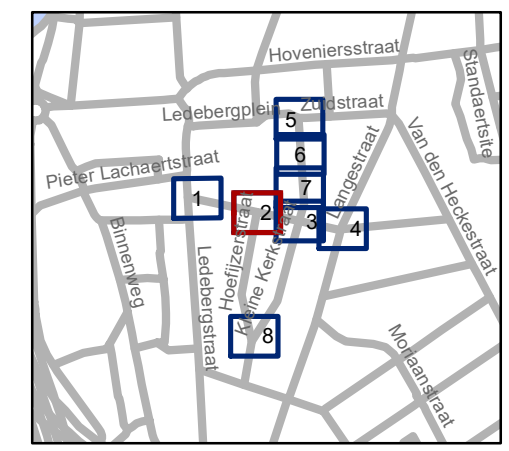 Hoveniersstraat
Standaertsite
Ledebergplein
Zuidstraat
5
Van den Heckestraat
Langestraat
6
Pieter Lachaertstraat
7
1
2
3
4
Hoefijzerstraat
Kleine Kerkstraat
Binnenweg
Ledebergstraat
8
Moriaanstraat